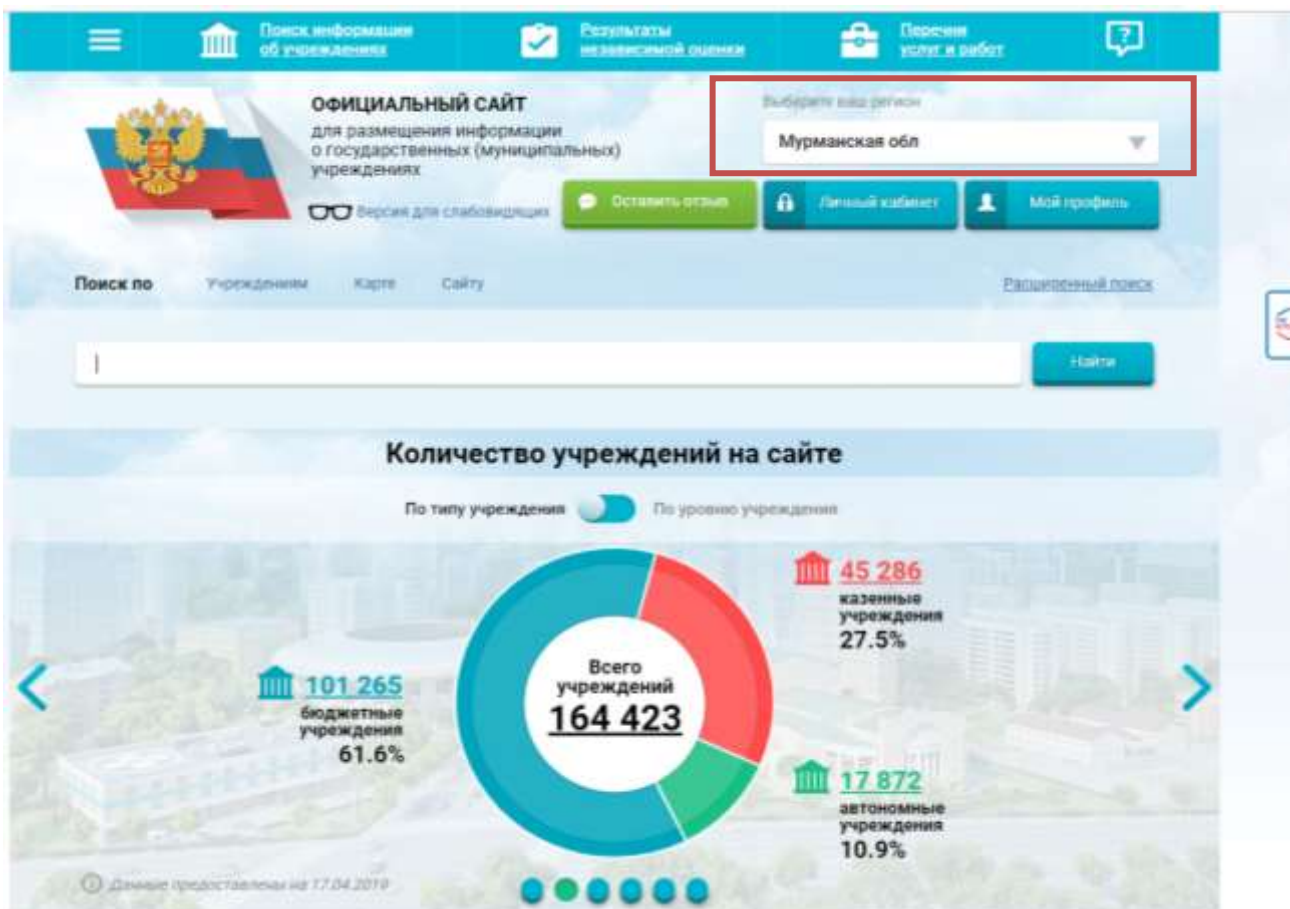 Поиск информации
об учреждениях
Результаты
независимой оценки
Перечни
услуг и работ
?
ОФИЦИАЛЬНЫЙ САЙТ
для размещения информации
о государственных (муниципальных)
учреждениях
Версия для слабовидящих
Выберите ваш регион
Мурманская обл
Оставить отзыв
Личный кабинет
Мой профиль
Поиск по
Учреждениям
Карте
Сайту
Расширенный поиск
Найти
Количество учреждений на сайте
По типу учреждения
По уровню учреждения
45 286
казенные
учреждения
27.5%
Всего
учреждений
164 423
101 265
бюджетные
учреждения
61.6%
17 872
автономные
учреждения
10.9%
Данные предоставлены на 17.04.2019